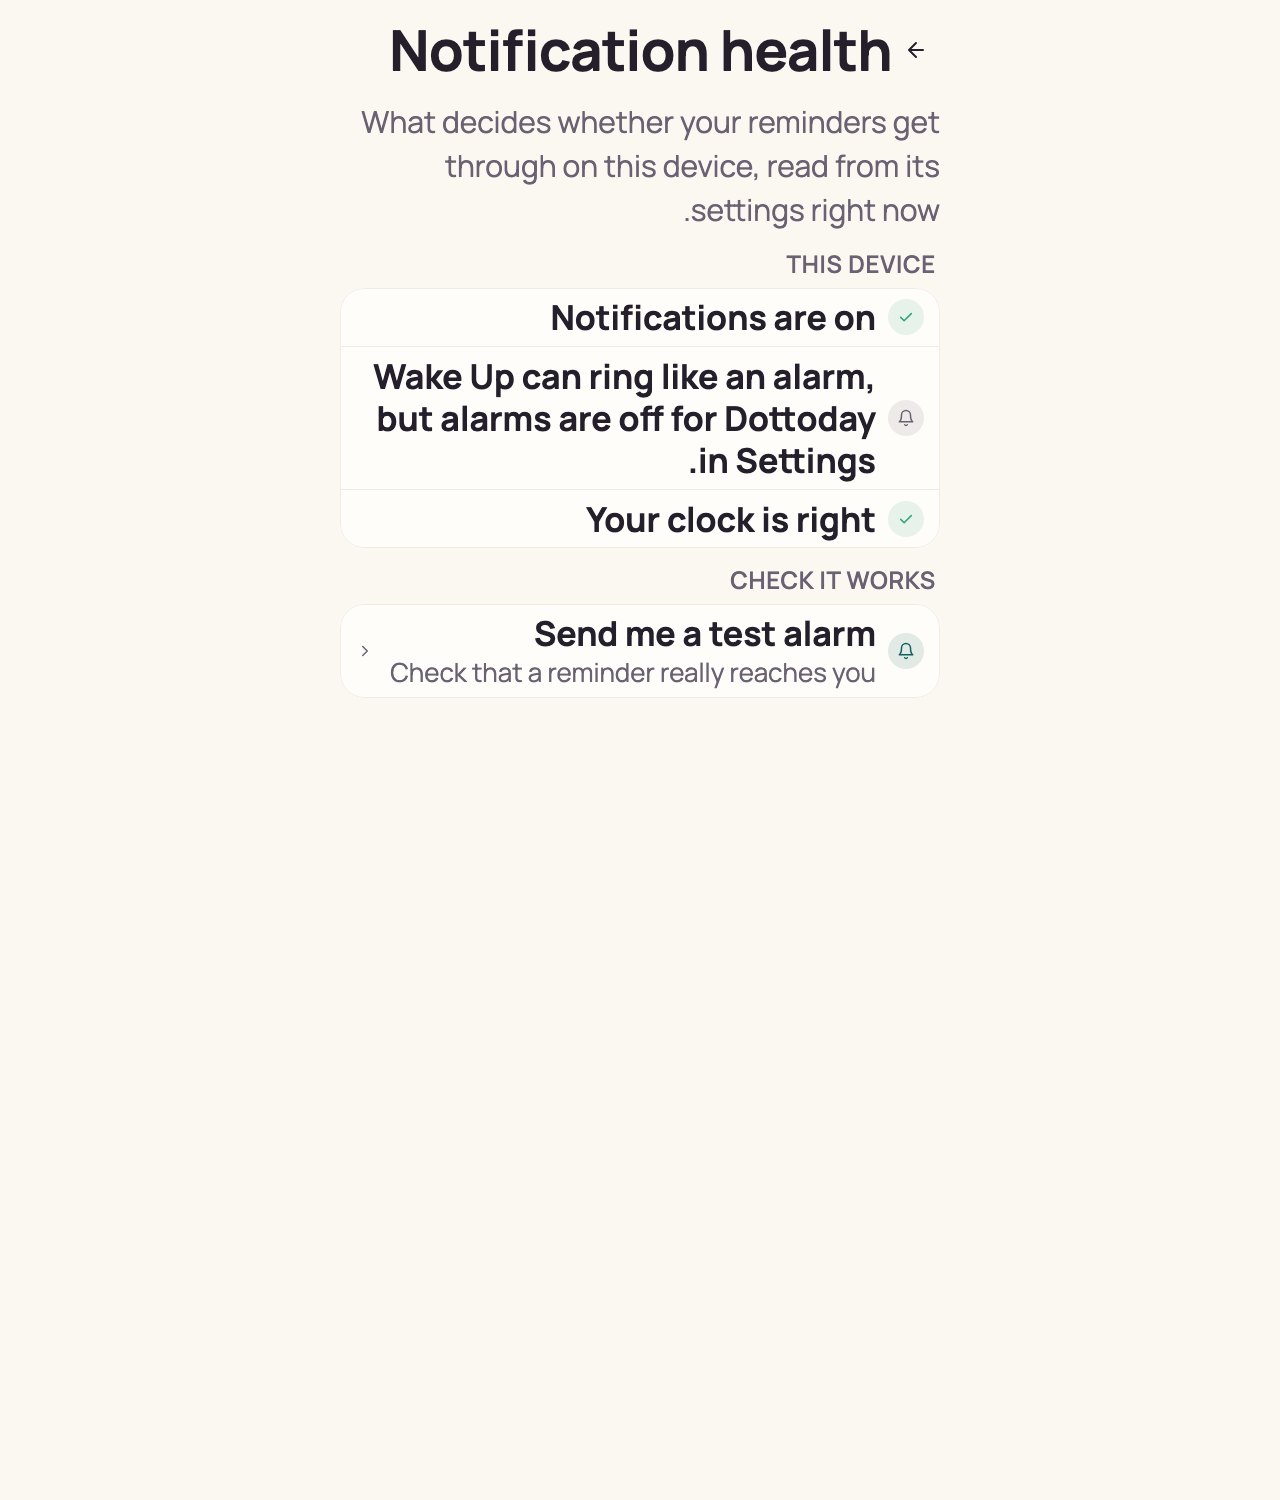 Notification health
What decides whether your reminders get
through on this device, read from its
settings right now.
THIS DEVICE
Notifications are on
Wake Up can ring like an alarm,
but alarms are off for Dottoday
in Settings.
Your clock is right
CHECK IT WORKS
Send me a test alarm
Check that a reminder really reaches you